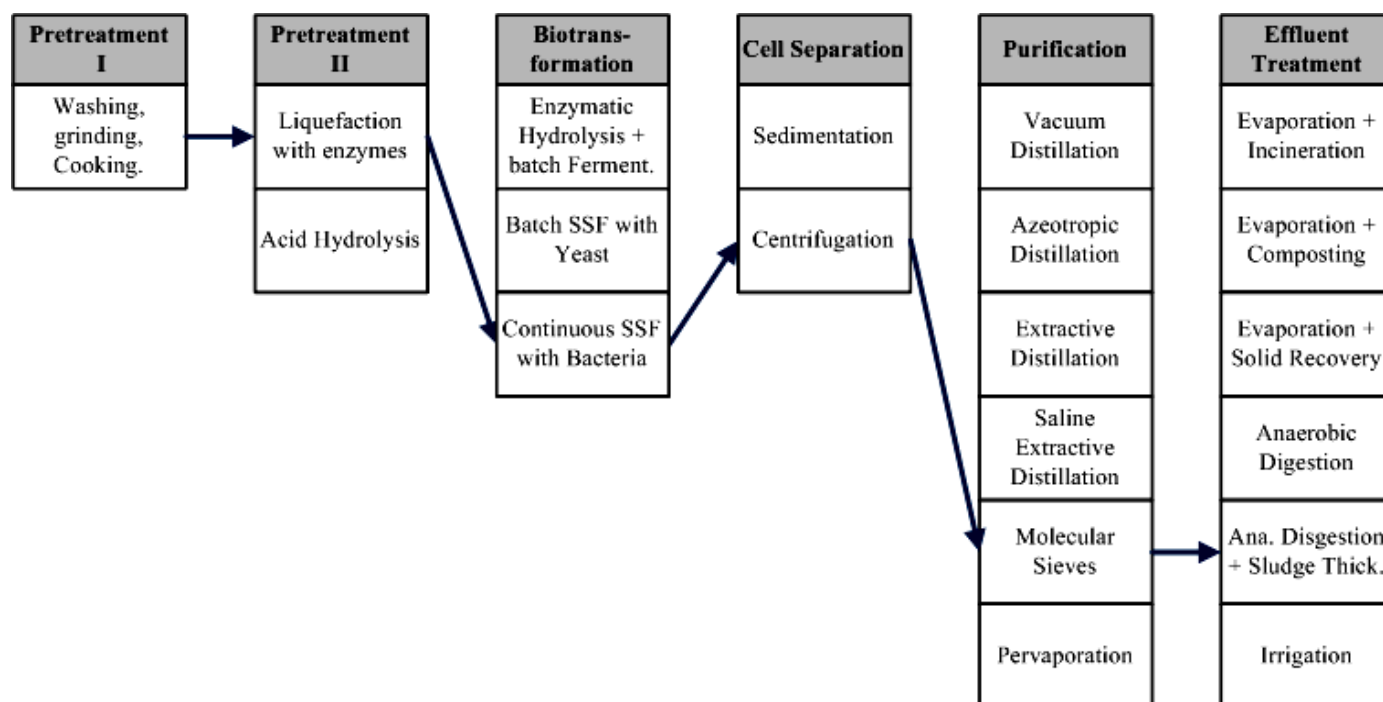 Pretreatment
I
Washing,
grinding,
Cooking.
Pretreatment
II
Liquefaction
with enzymes
Acid Hydrolysis
Biotrans-
formation
Enzymatic
Hydrolysis +
batch Ferment.
Batch SSF with
Yeast
Continuous SSF
with Bacteria
Cell Separation
Sedimentation
Centrifugation
Purification
Vacuum
Distillation
Azeotropic
Distillation
Extractive
Distillation
Saline
Extractive
Distillation
Molecular
Sieves
Pervaporation
Effluent
Treatment
Evaporation +
Incineration
Evaporation +
Composting
Evaporation +
Solid Recovery
Anaerobic
Digestion
Ana. Disgestion
+ Sludge Thick.
Irrigation